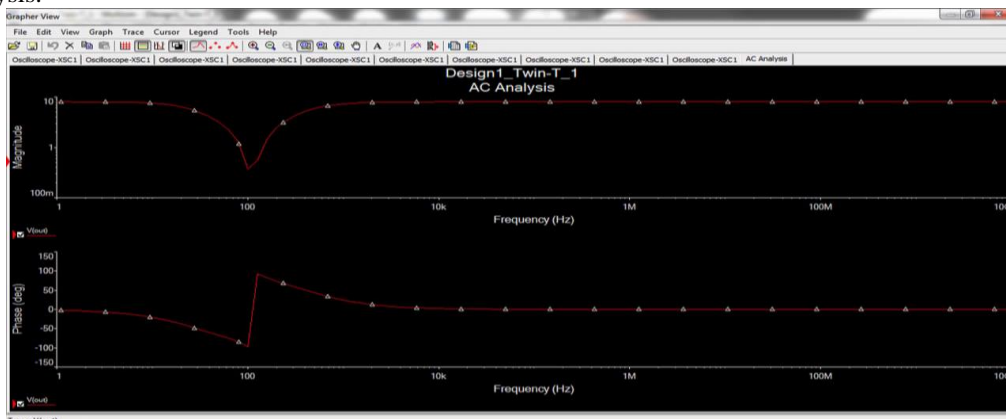 ysis.
Grapher View
File Edit View Graph Trace Cursor Legend Tools Help
Oscilloscope-XSC1 Oscilloscope-XSC1 Oscilloscope-XSC1 Oscilloscope-XSC1 Oscilloscope-XSC1 Oscilloscope-XSC1 Oscilloscope-XSC1 Oscilloscope-XSC1 Oscilloscope-XSC1 Oscilloscope-XSC1 AC Analysis
Design1_Twin-T_1
AC Analysis
Magnitude
10
1
100m
1 100 10k 1M 100M
Frequency (Hz)
V(out)
Phase (deg)
150
100
50
0
-50
-100
-150
1 100 10k 1M 100M
Frequency (Hz)
V(out)